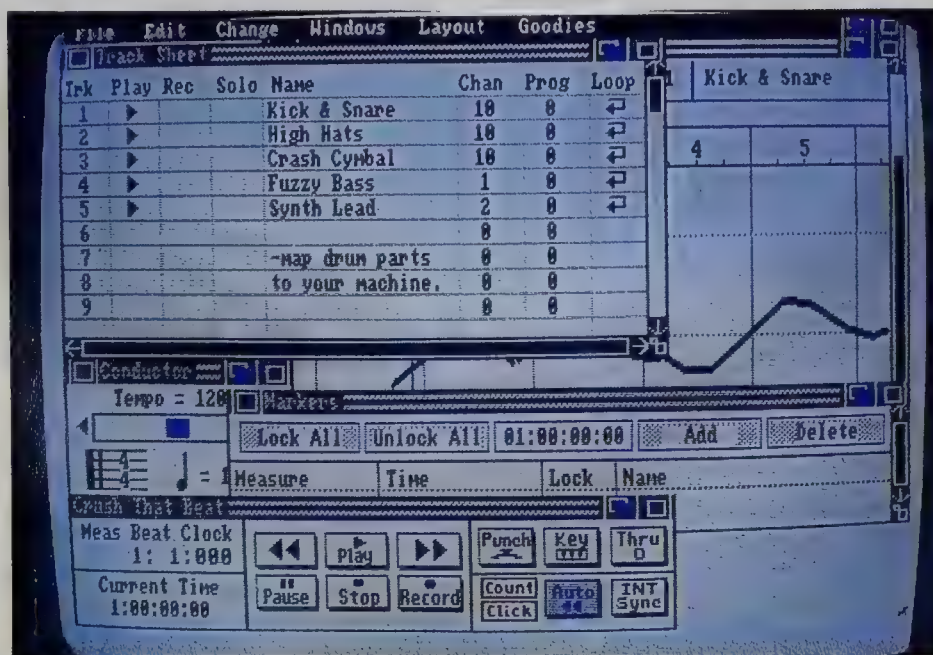 File Edit Change Windows Layout Goodies
Track Sheet
Trk Play Rec Solo Name Chan Prog Loop
1 Kick & Snare 10 0
2 High Hats 10 0
3 Crash Cymbal 10 0
4 Fuzzy Bass 1 0
5 Synth Lead 2 0
6 0 0
7 -map drum parts 0 0
8 to your machine. 0 0
9 0 0
Kick & Snare
4 5
Conductor
Tempo = 120
4
4 =
Markers
Lock All Unlock All 01:00:00:00 Add Delete
Measure Time Lock Name
Crush That Beat
Meas Beat Clock
1: 1:000
Current Time
1:00:00:00
Play
Pause Stop Record
Punch Key Thru
Count Auto INT
Click Sync